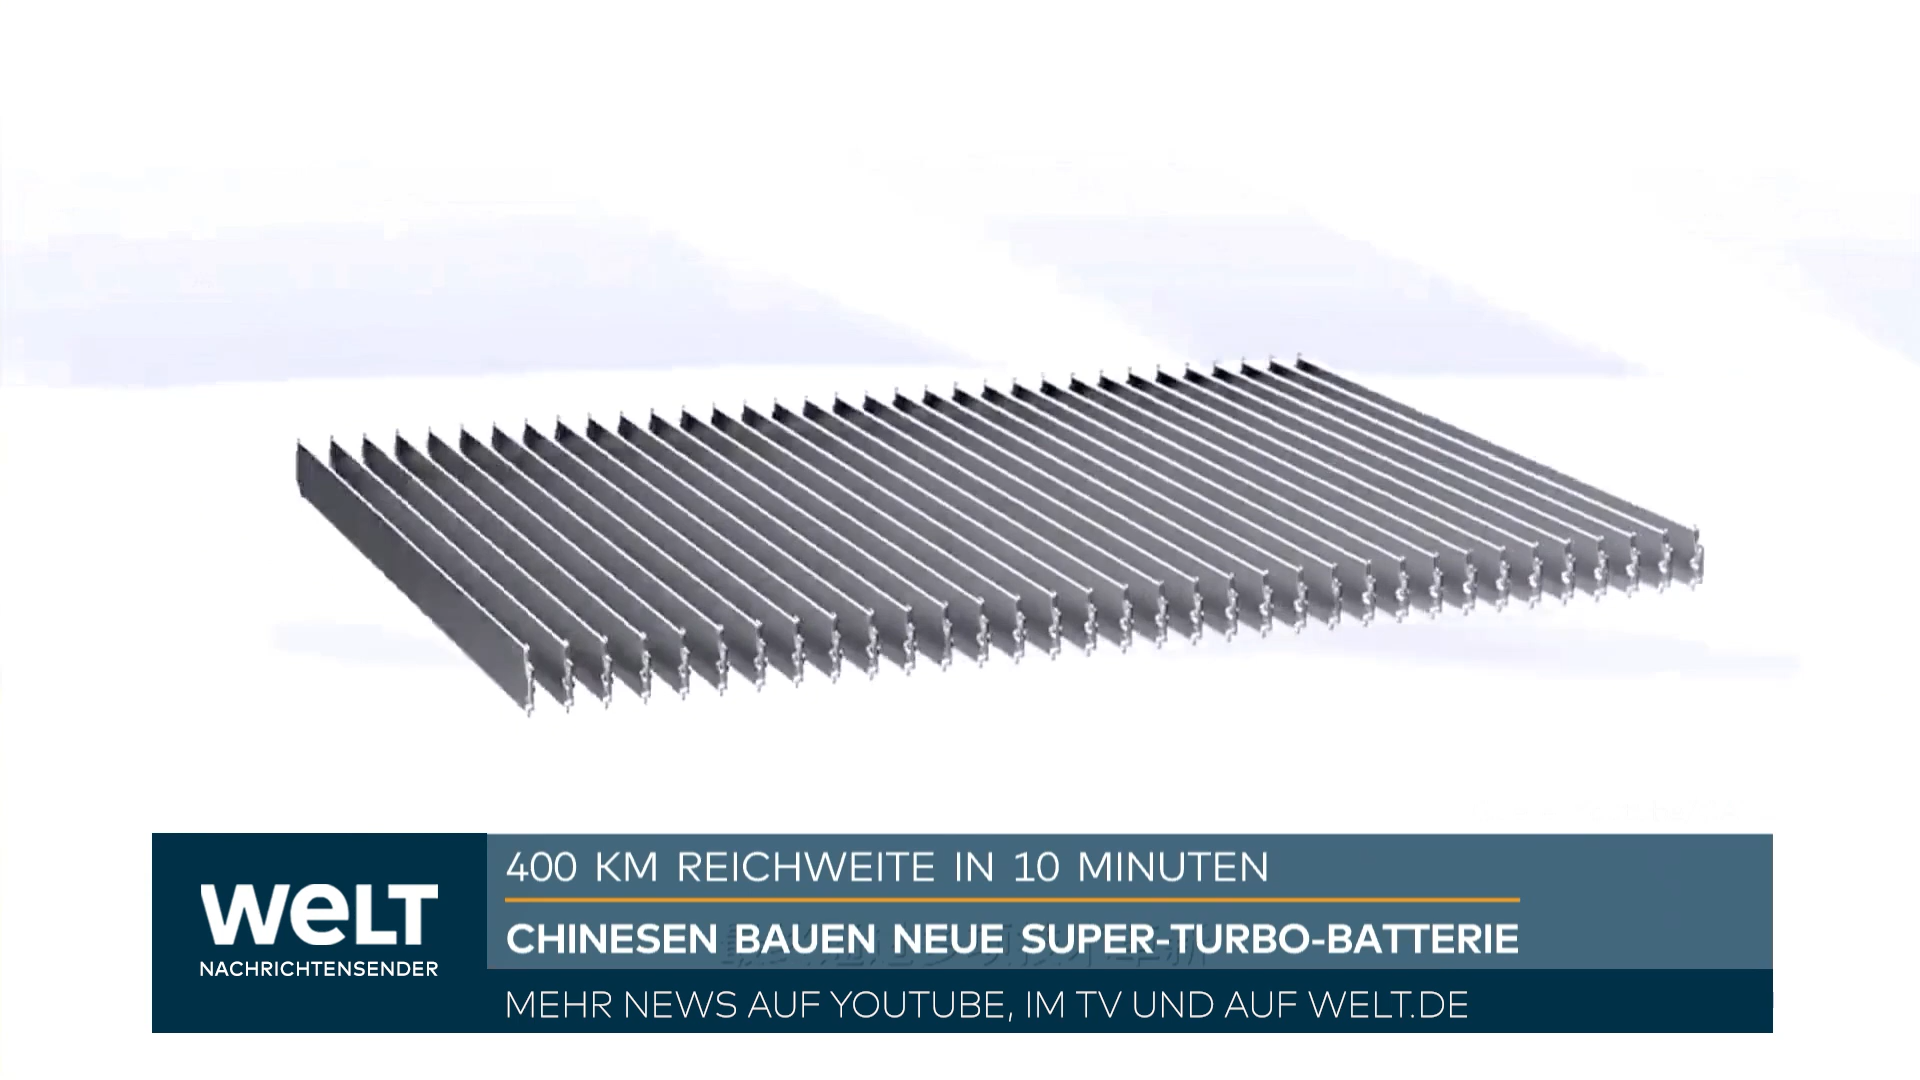 400 KM REICHWEITE IN 10 MINUTEN
CHINESEN BAUEN NEUE SUPER-TURBO-BATTERIE
WELT
NACHRICHTENSENDER
MEHR NEWS AUF YOUTUBE, IM TV UND AUF WELT.DE